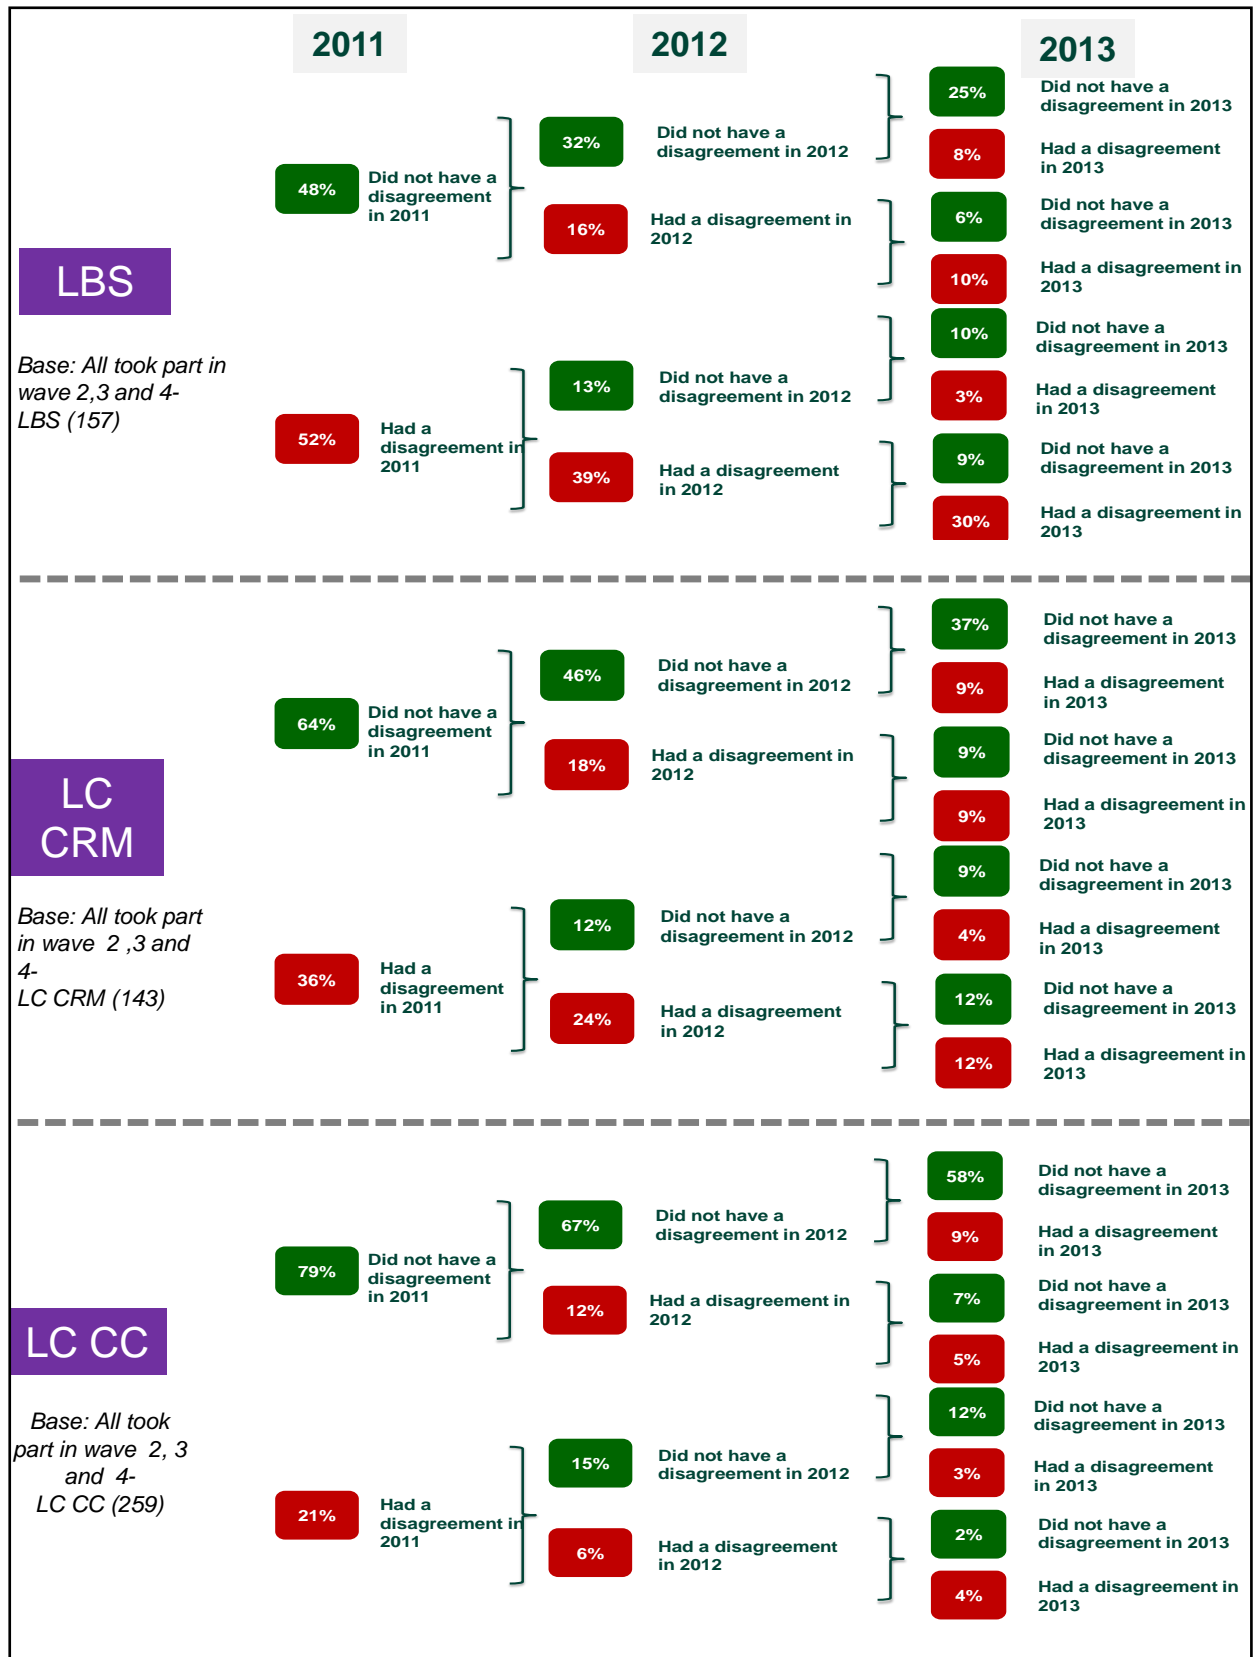 2011
2012
2013
LBS
Base: All took part in
wave 2,3 and 4-
LBS (157)
48%
Did not have a
disagreement
in 2011
32%
Did not have a
disagreement in 2012
25%
Did not have a
disagreement in 2013
8%
Had a disagreement
in 2013
16%
Had a disagreement in
2012
6%
Did not have a
disagreement in 2013
10%
Had a disagreement in
2013
52%
Had a
disagreement in
2011
13%
Did not have a
disagreement in 2012
10%
Did not have a
disagreement in 2013
3%
Had a disagreement
in 2013
39%
Had a disagreement
in 2012
9%
Did not have a
disagreement in 2013
30%
Had a disagreement in
2013
LC
CRM
Base: All took part
in wave 2 ,3 and
4-
LC CRM (143)
64%
Did not have a
disagreement
in 2011
46%
Did not have a
disagreement in 2012
37%
Did not have a
disagreement in 2013
9%
Had a disagreement
in 2013
18%
Had a disagreement in
2012
9%
Did not have a
disagreement in 2013
9%
Had a disagreement in
2013
36%
Had a
disagreement
in 2011
12%
Did not have a
disagreement in 2012
9%
Did not have a
disagreement in 2013
4%
Had a disagreement
in 2013
24%
Had a disagreement
in 2012
12%
Did not have a
disagreement in 2013
12%
Had a disagreement in
2013
LC CC
Base: All took
part in wave 2, 3
and 4-
LC CC (259)
79%
Did not have a
disagreement
in 2011
67%
Did not have a
disagreement in 2012
58%
Did not have a
disagreement in 2013
9%
Had a disagreement
in 2013
12%
Had a disagreement in
2012
7%
Did not have a
disagreement in 2013
5%
Had a disagreement in
2013
21%
Had a
disagreement in
2011
15%
Did not have a
disagreement in 2012
12%
Did not have a
disagreement in 2013
3%
Had a disagreement
in 2013
6%
Had a disagreement
in 2012
2%
Did not have a
disagreement in 2013
4%
Had a disagreement in
2013